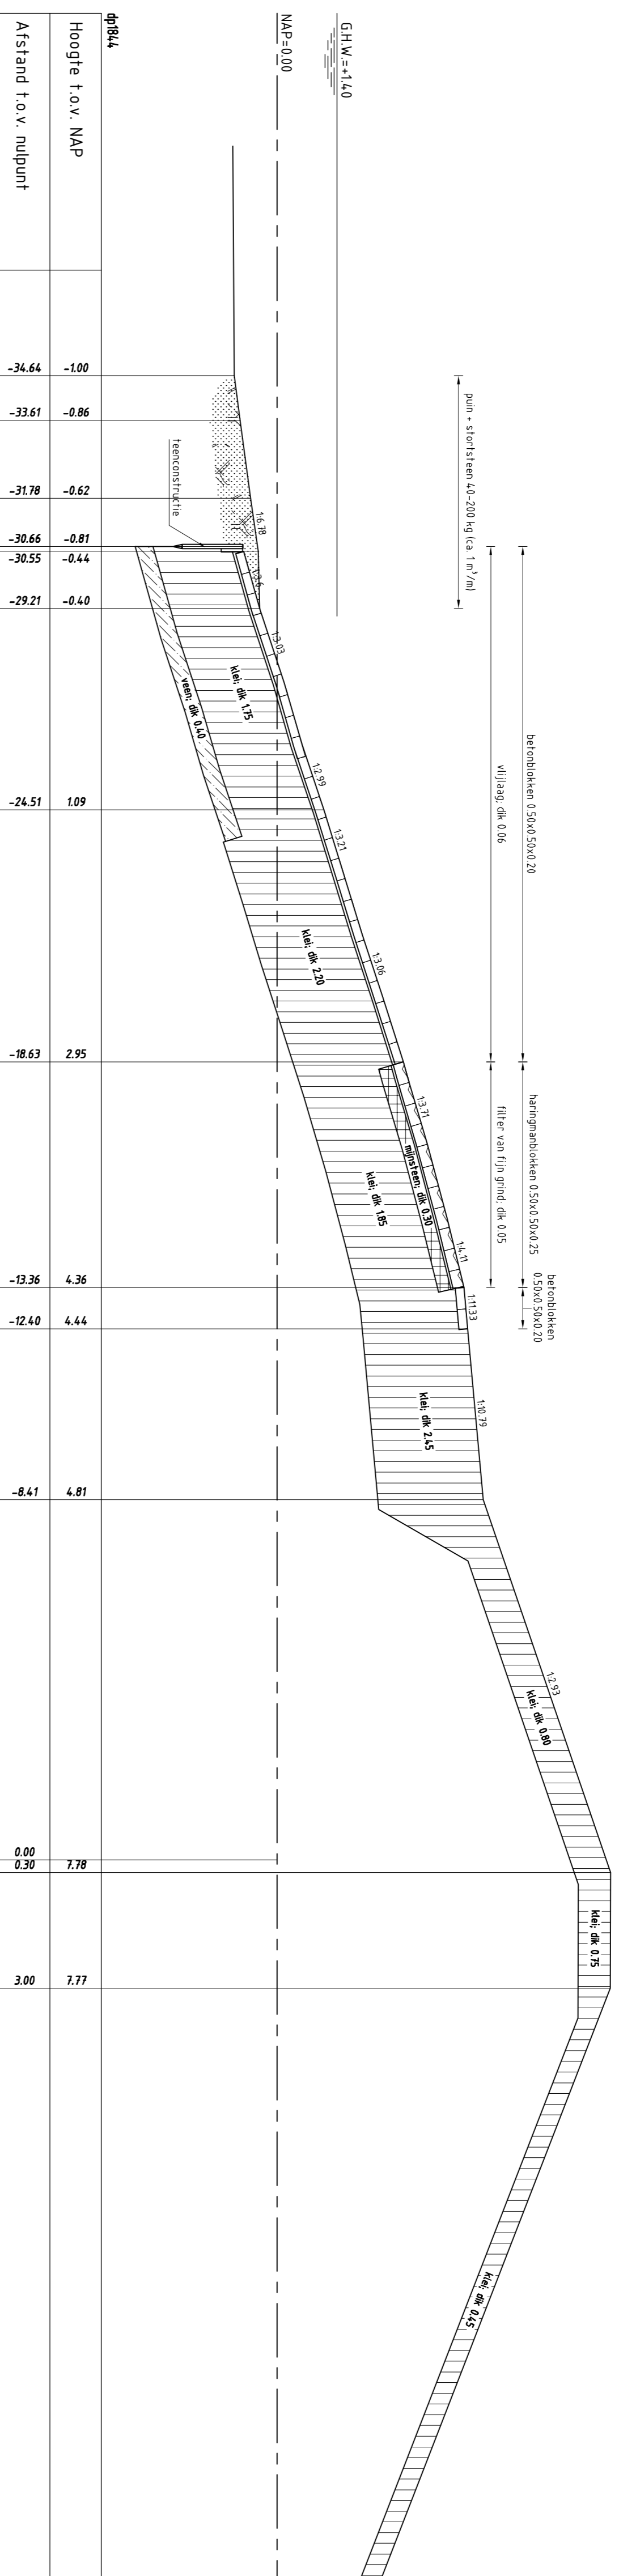 G.H.W.=+1.40
NAP=0.00
puin + stortsteen 40-200 kg (ca. 1 m³/m)
betonblokken 0.50x0.50x0.20
haringmanblokken 0.50x0.50x0.25
betonblokken
0.50x0.50x0.20
vlijlaag; dik 0.06
filter van fijn grind; dik 0.05
1:6.78
1:3.6
1:3.03
1:2.99
1:3.21
1:3.06
1:3.71
1:4.11
1:11.33
1:10.79
1:2.93
teenconstructie
klei; dik 1.75
veen; dik 0.40
klei; dik 2.20
mijnsteen; dik 0.30
klei; dik 1.85
klei; dik 2.45
klei; dik 0.80
klei; dik 0.75
klei; dik 0.45
dp1844
Hoogte t.o.v. NAP
-1.00
-0.86
-0.62
-0.81
-0.44
-0.40
1.09
2.95
4.36
4.44
4.81
7.78
7.77
Afstand t.o.v. nulpunt
-34.64
-33.61
-31.78
-30.66
-30.55
-29.21
-24.51
-18.63
-13.36
-12.40
-8.41
0.00
0.30
3.00